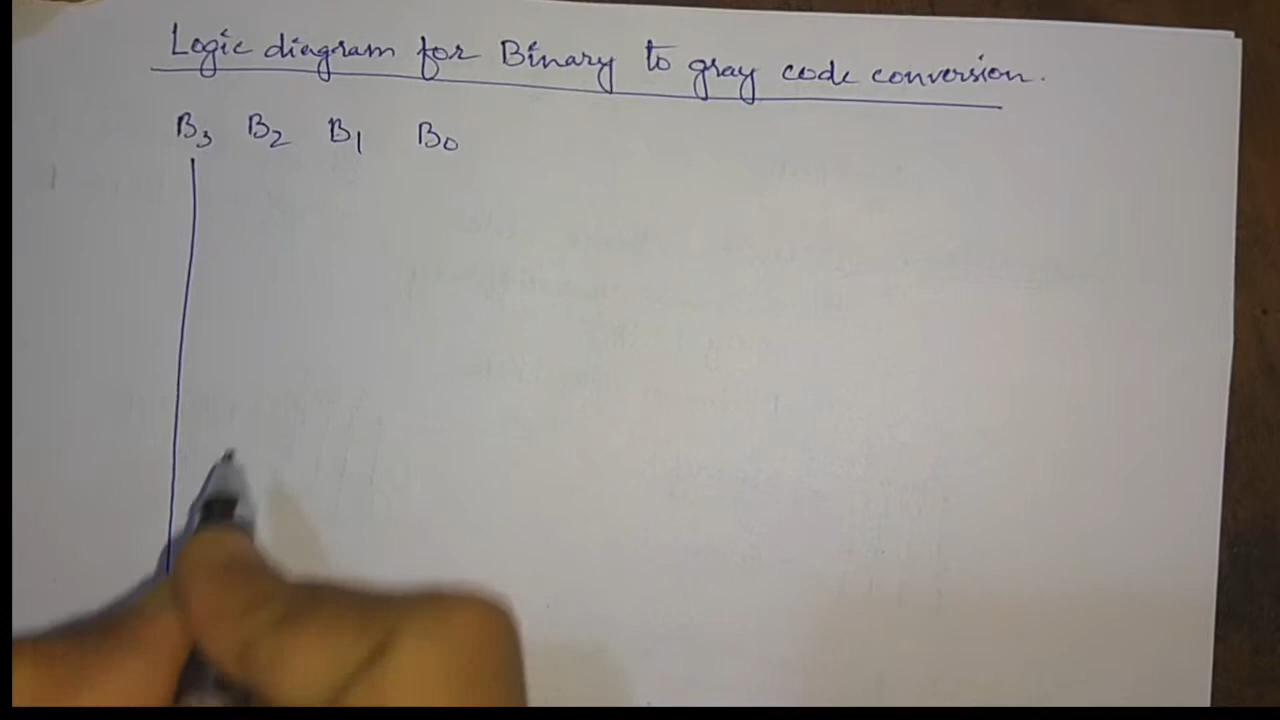 Logic diagram for Binary to gray code conversion.
B₃ B₂ B₁ B₀